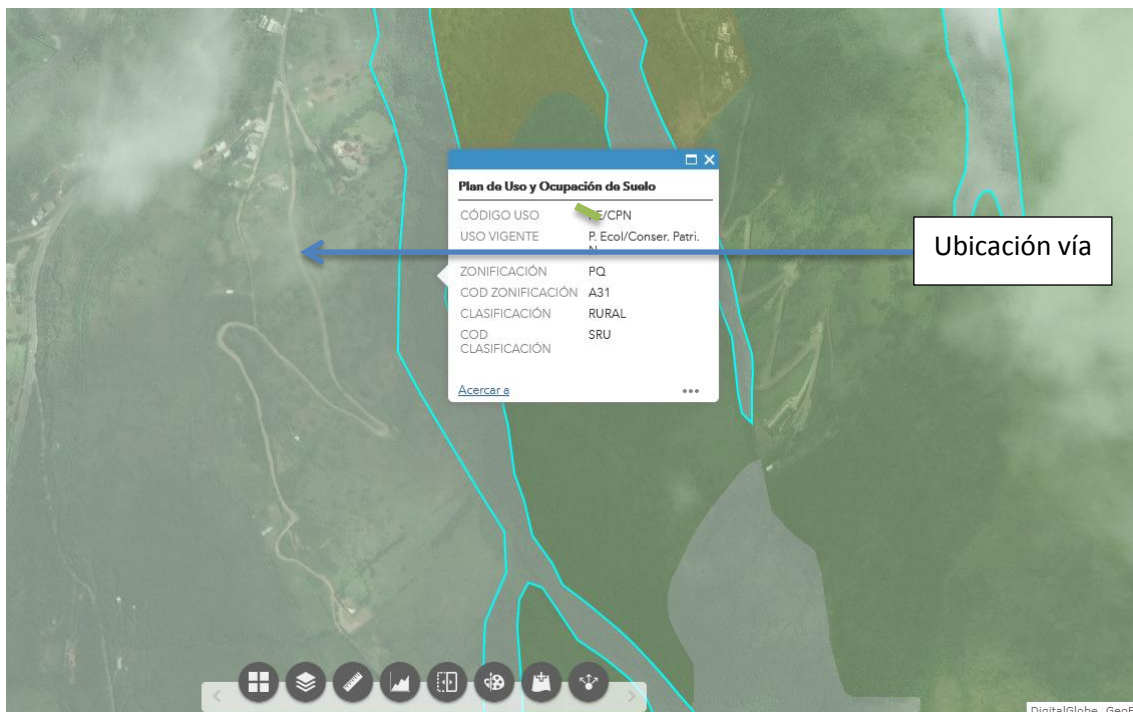 Plan de Uso y Ocupación de Suelo
CÓDIGO USO /CPN
USO VIGENTE P. Ecol/Conser. Patri.
N
ZONIFICACIÓN PQ
COD ZONIFICACIÓN A31
CLASIFICACIÓN RURAL
COD SRU
CLASIFICACIÓN
Acercar a
Ubicación vía
DigitalGlobe, GeoE